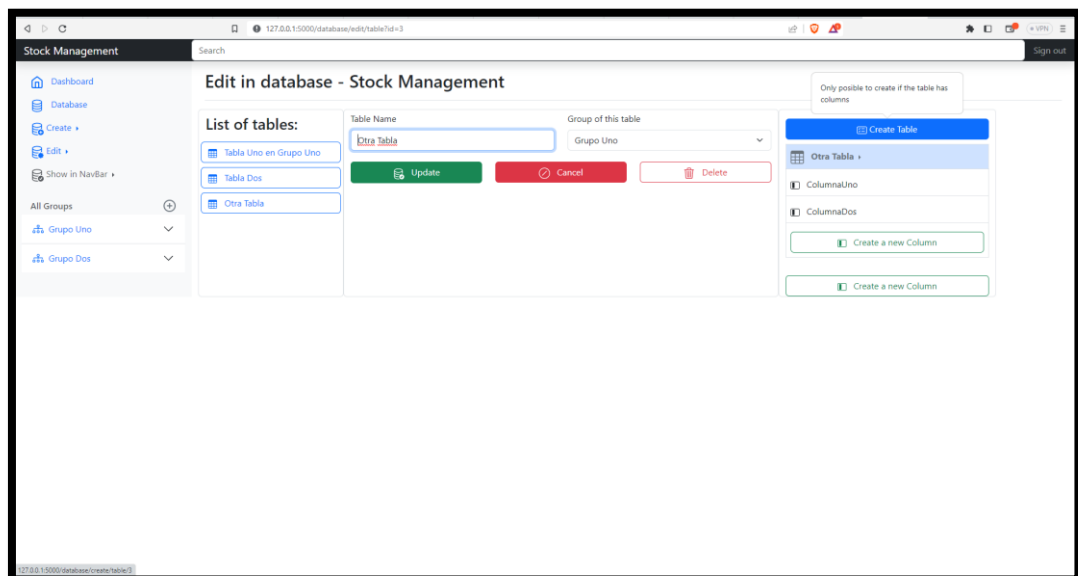 127.0.0.1:5000/database/edit/table?id=3
VPN
Stock Management
Search
Sign out
Dashboard
Database
Create
Edit
Show in NavBar
All Groups
Grupo Uno
Grupo Dos
Edit in database - Stock Management
List of tables:
Tabla Uno en Grupo Uno
Tabla Dos
Otra Tabla
Table Name
Otra Tabla
Group of this table
Grupo Uno
Update
Cancel
Delete
Only posible to create if the table has
columns
Create Table
Otra Tabla
ColumnaUno
ColumnaDos
Create a new Column
Create a new Column
127.0.0.1:5000/database/create/table/3